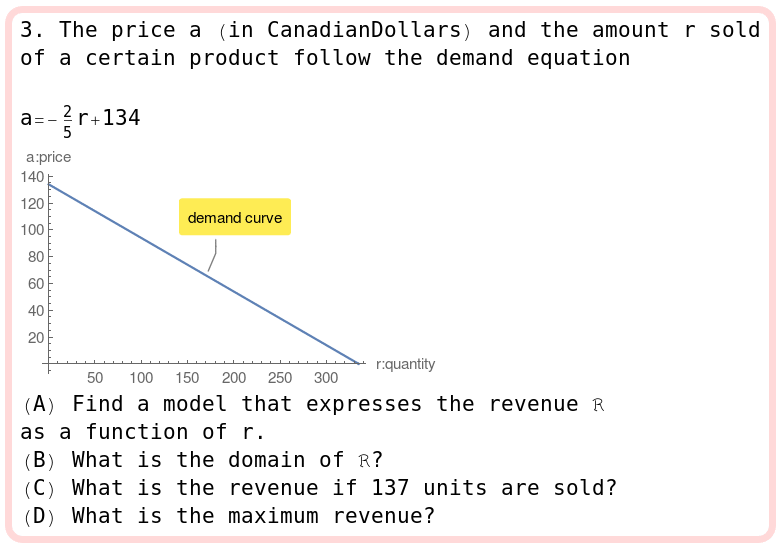 3. The price a (in CanadianDollars) and the amount r sold
of a certain product follow the demand equation
a=-2/5 r+134
a:price
140
120
100
80
60
40
20
demand curve
50 100 150 200 250 300 r:quantity
(A) Find a model that expresses the revenue ℝ
as a function of r.
(B) What is the domain of ℝ?
(C) What is the revenue if 137 units are sold?
(D) What is the maximum revenue?